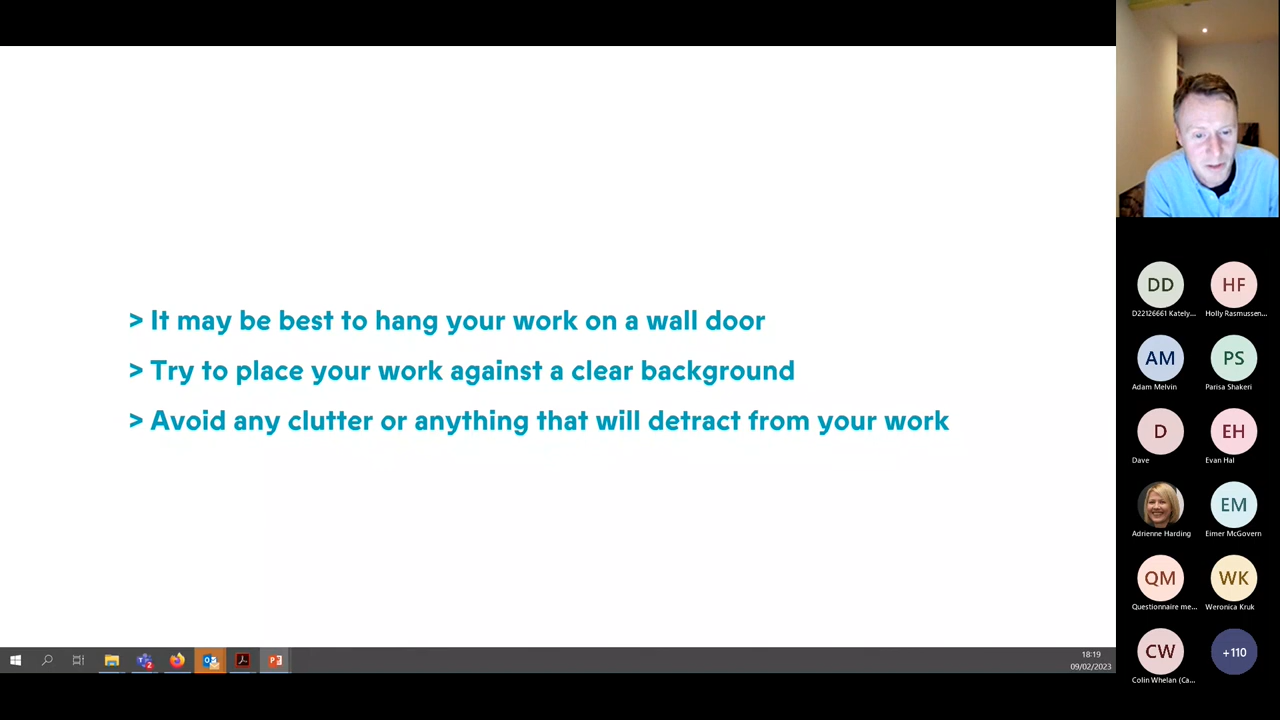 > It may be best to hang your work on a wall door
> Try to place your work against a clear background
> Avoid any clutter or anything that will detract from your work
DD
HF
D22126661 Kately...
Holly Rasmussen...
AM
PS
Adam Melvin
Parisa Shakeri
D
EH
Dave
Evan Hal
EM
Adrienne Harding
Eimer McGovern
QM
WK
Questionnaire me...
Weronica Kruk
CW
+110
Colin Whelan (Ca...
18:19
09/02/2023